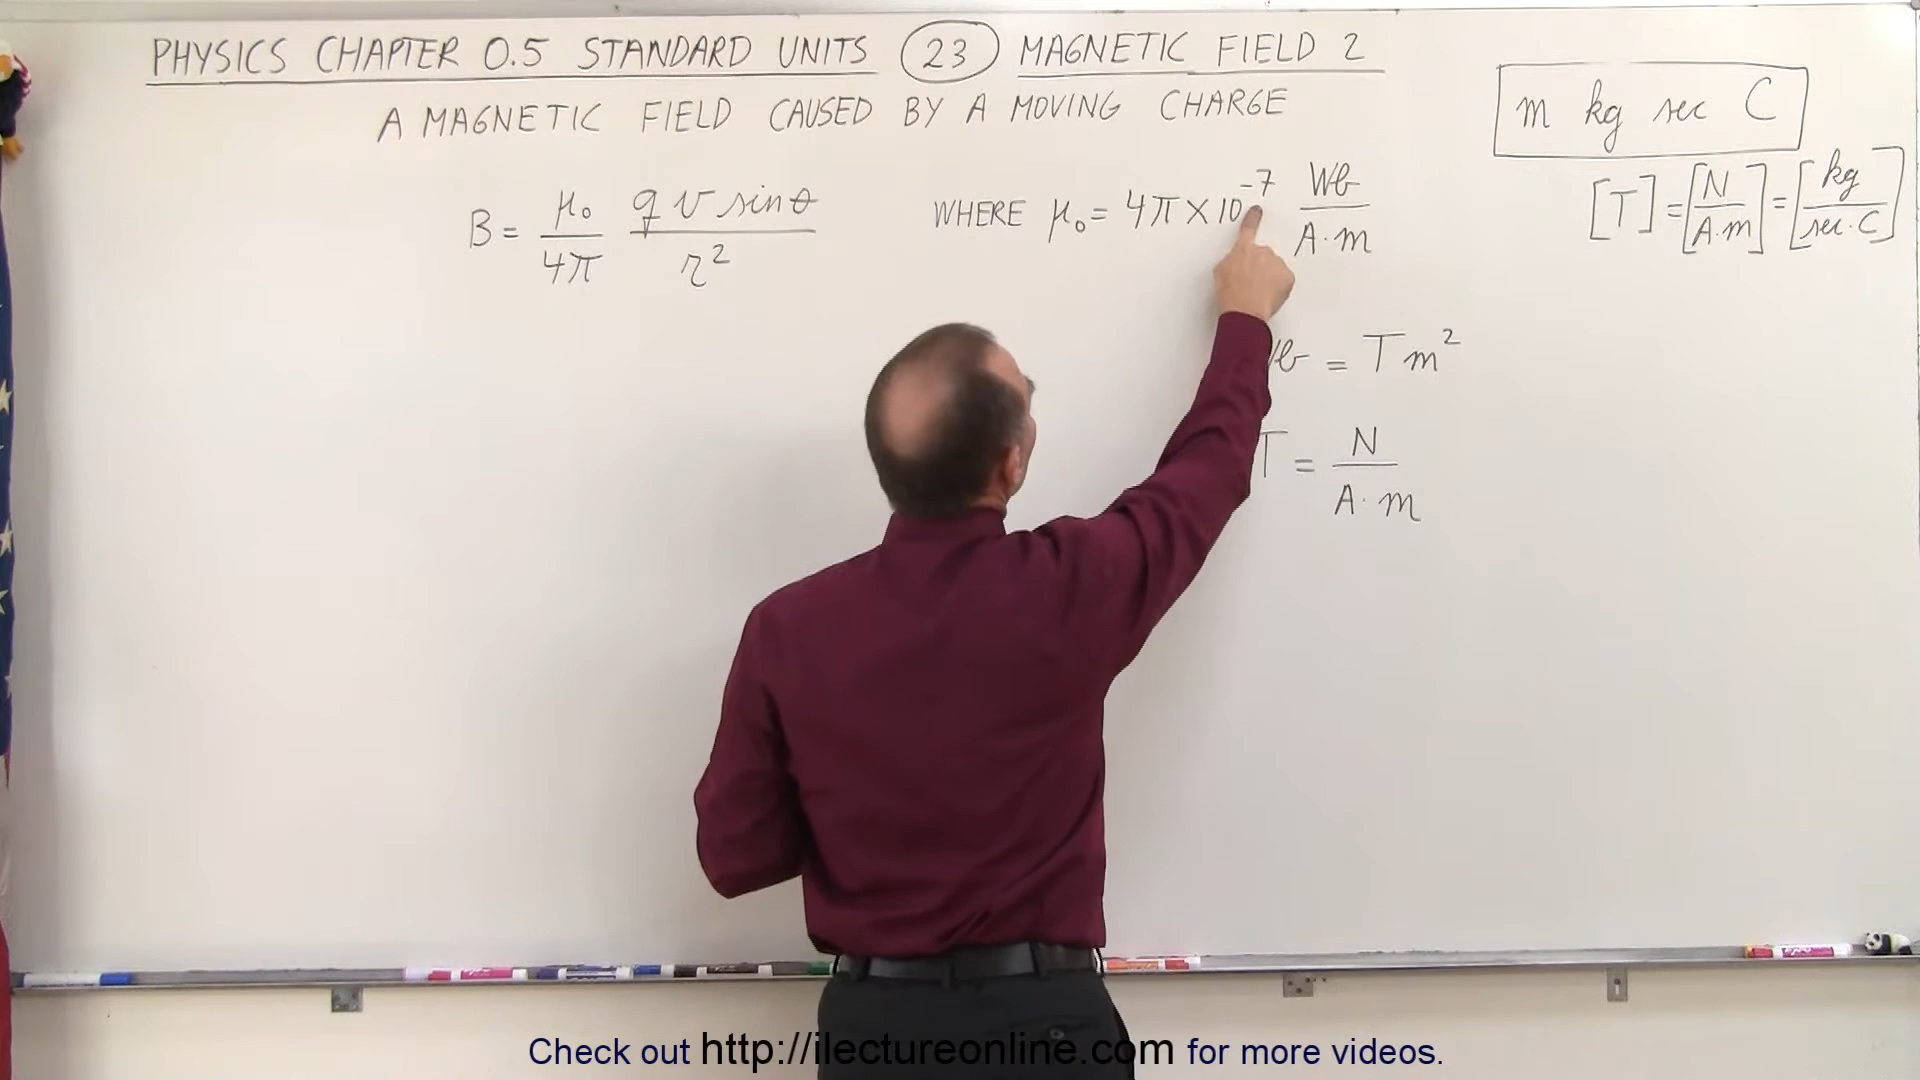 PHYSICS CHAPTER 0.5 STANDARD UNITS 23 MAGNETIC FIELD 2
A MAGNETIC FIELD CAUSED BY A MOVING CHARGE
m kg sec C
B = μ₀/4π q v sinθ/r² WHERE μ₀ = 4π × 10⁻⁷ Wb/A·m
[T] = [N/A·m] = [kg/sec·C]
Wb = T m²
T = N/A·m
Check out http://ilectureonline.com for more videos.